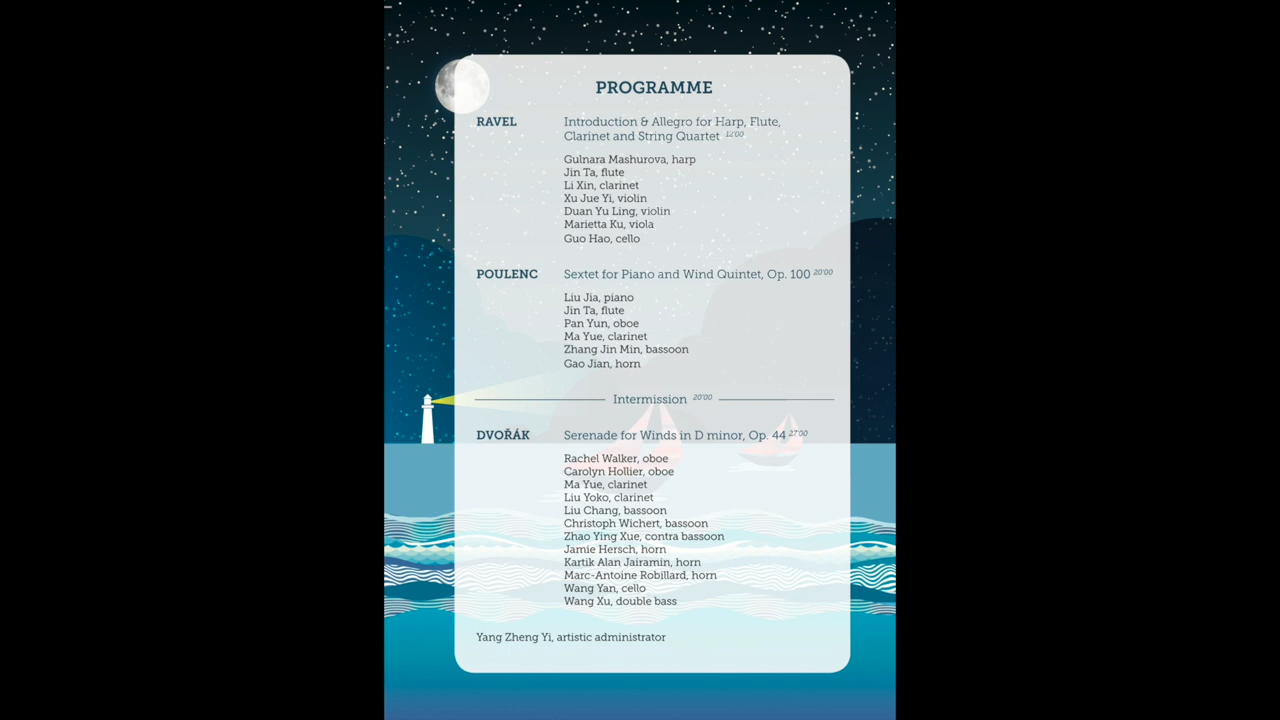 PROGRAMME
RAVEL Introduction & Allegro for Harp, Flute,
Clarinet and String Quartet 12'00
Gulnara Mashurova, harp
Jin Ta, flute
Li Xin, clarinet
Xu Jue Yi, violin
Duan Yu Ling, violin
Marietta Ku, viola
Guo Hao, cello
POULENC Sextet for Piano and Wind Quintet, Op. 100 20'00
Liu Jia, piano
Jin Ta, flute
Pan Yun, oboe
Ma Yue, clarinet
Zhang Jin Min, bassoon
Gao Jian, horn
Intermission 20'00
DVOŘÁK Serenade for Winds in D minor, Op. 44 27'00
Rachel Walker, oboe
Carolyn Hollier, oboe
Ma Yue, clarinet
Liu Yoko, clarinet
Liu Chang, bassoon
Christoph Wichert, bassoon
Zhao Ying Xue, contra bassoon
Jamie Hersch, horn
Kartik Alan Jairamin, horn
Marc-Antoine Robillard, horn
Wang Yan, cello
Wang Xu, double bass
Yang Zheng Yi, artistic administrator